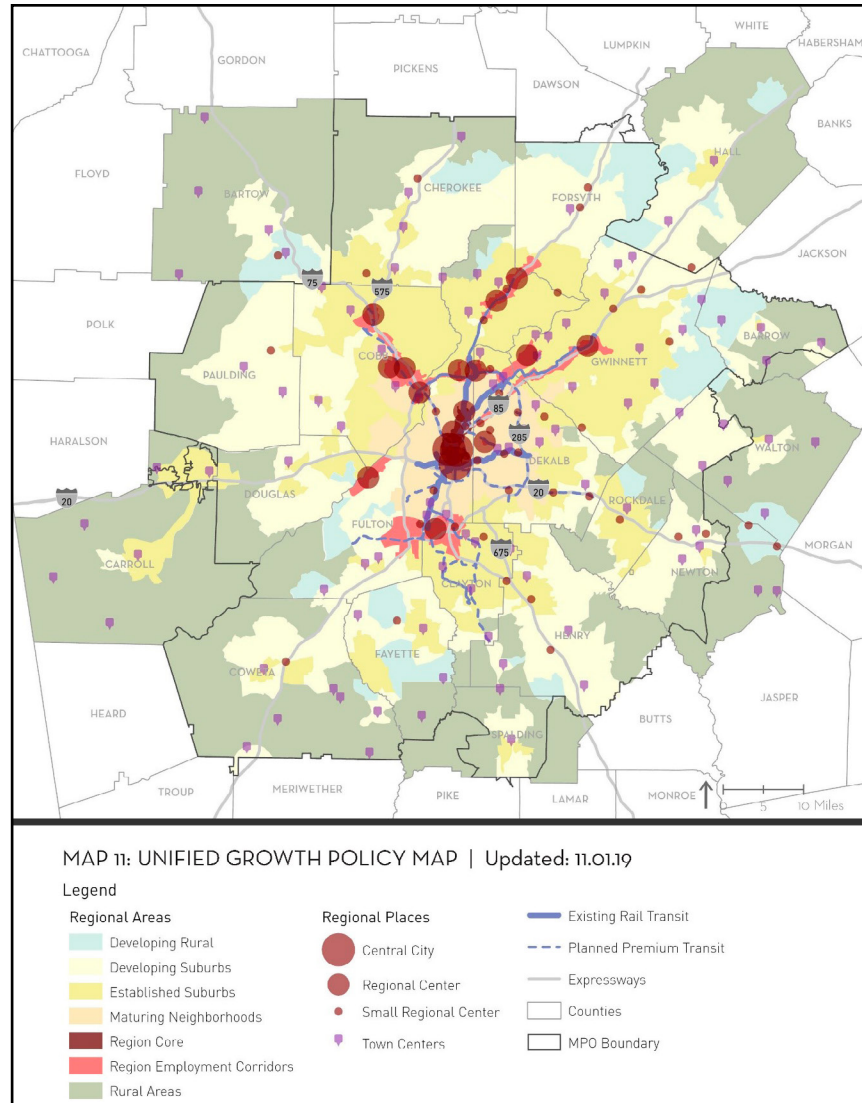 WHITE
LUMPKIN
HABERSHAM
CHATTOOGA
GORDON
PICKENS
DAWSON
BANKS
HALL
FLOYD
CHEROKEE
BARTOW
FORSYTH
JACKSON
75
575
POLK
BARROW
COBB
GWINNETT
PAULDING
85
HARALSON
285
WALTON
DEKALB
20
DOUGLAS
20
ROCKDALE
FULTON
MORGAN
675
CARROLL
NEWTON
CLAYTON
HENRY
FAYETTE
COWETA
JASPER
HEARD
BUTTS
SPALDING
TROUP
MERIWETHER
PIKE
LAMAR
MONROE
0 5 10 Miles
MAP 11: UNIFIED GROWTH POLICY MAP | Updated: 11.01.19
Legend
Regional Areas
Developing Rural
Developing Suburbs
Established Suburbs
Maturing Neighborhoods
Region Core
Region Employment Corridors
Rural Areas
Regional Places
Central City
Regional Center
Small Regional Center
Town Centers
Existing Rail Transit
Planned Premium Transit
Expressways
Counties
MPO Boundary